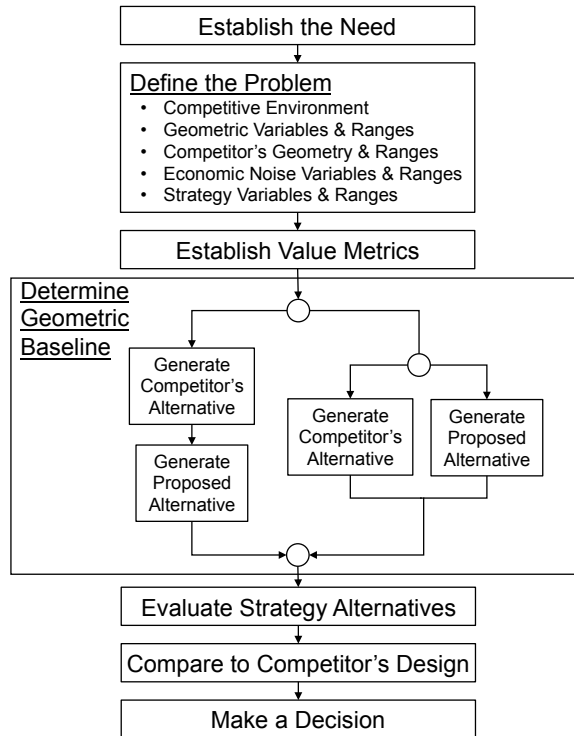 Establish the Need
Define the Problem
• Competitive Environment
• Geometric Variables & Ranges
• Competitor’s Geometry & Ranges
• Economic Noise Variables & Ranges
• Strategy Variables & Ranges
Establish Value Metrics
Determine
Geometric
Baseline
Generate
Competitor’s
Alternative
Generate
Proposed
Alternative
Generate
Competitor’s
Alternative
Generate
Proposed
Alternative
Evaluate Strategy Alternatives
Compare to Competitor’s Design
Make a Decision